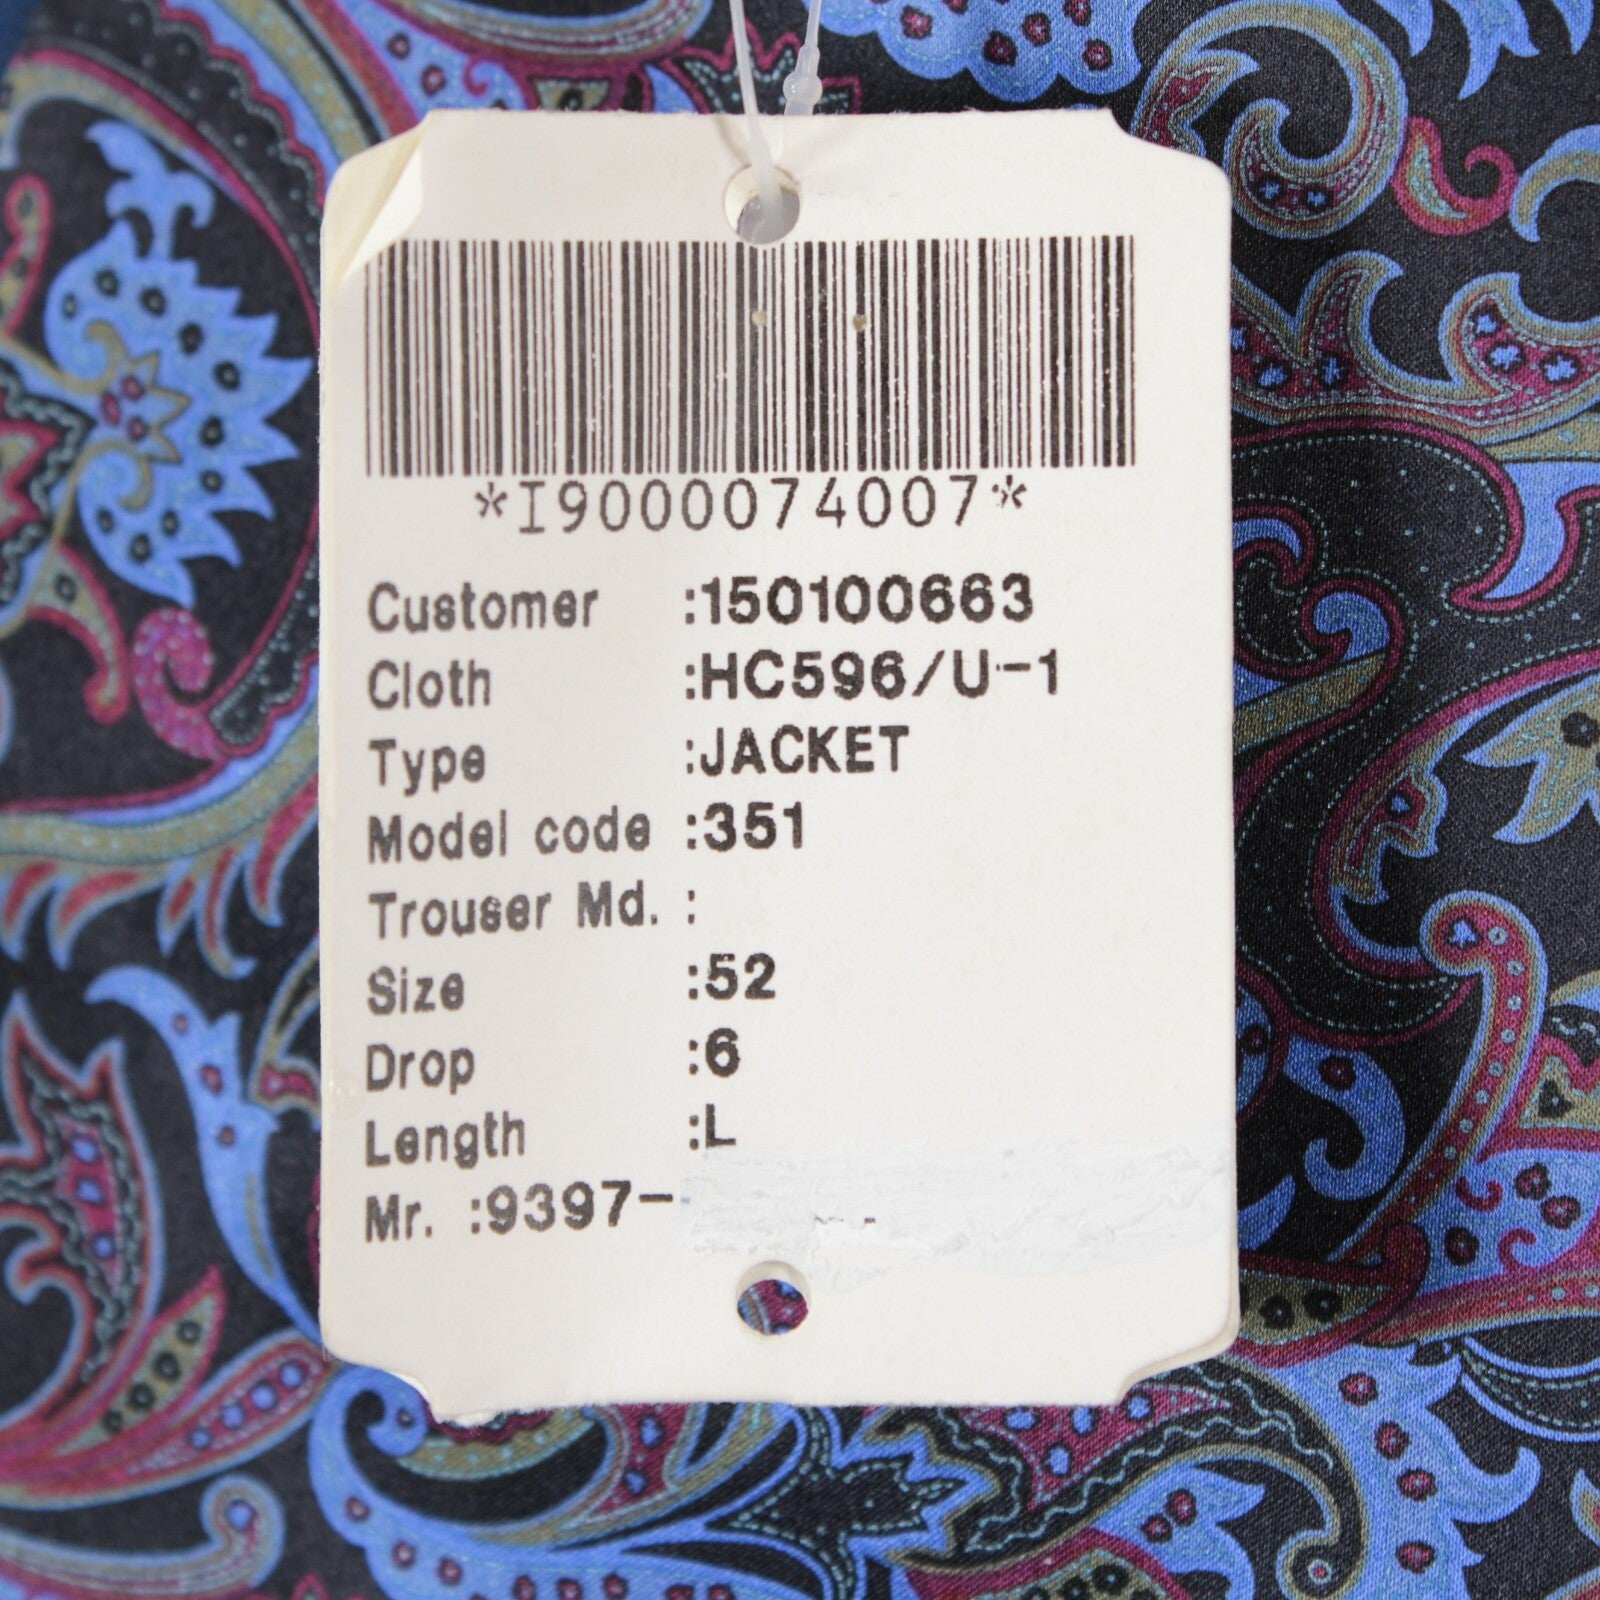 *I9000074007*
Customer :150100663
Cloth :HC596/U-1
Type :JACKET
Model code :351
Trouser Md. :
Size :52
Drop :6
Length :L
Mr. :9397-